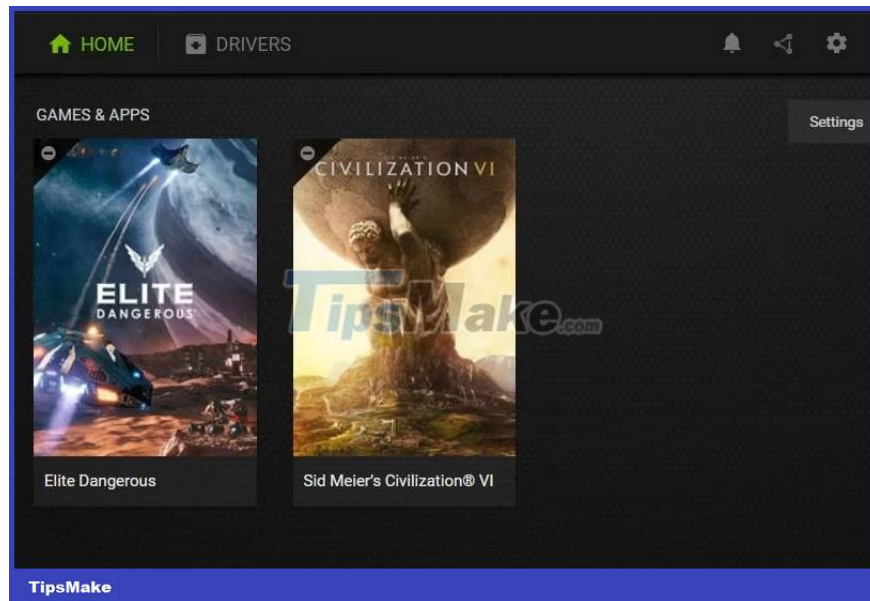 HOME
DRIVERS
GAMES & APPS
Settings
CIVILIZATION VI
ELITE
DANGEROUS
TipsMake.com
Elite Dangerous
Sid Meier's Civilization® VI
TipsMake